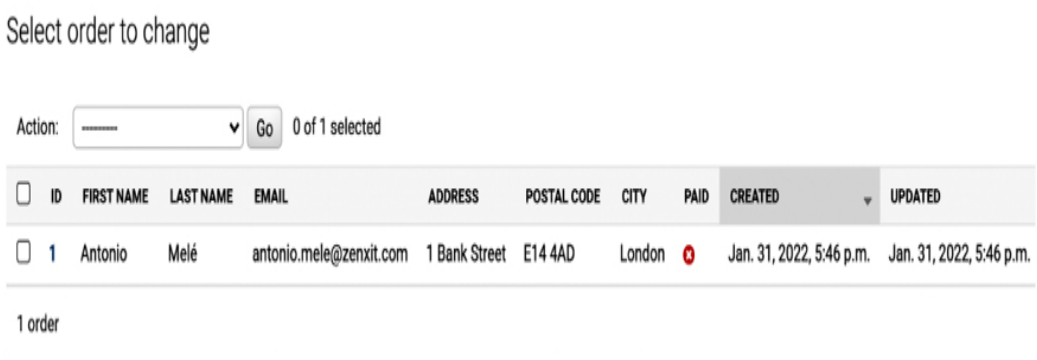 Select order to change
Action: --------- Go 0 of 1 selected
ID FIRST NAME LAST NAME EMAIL ADDRESS POSTAL CODE CITY PAID CREATED UPDATED
1 Antonio Melé antonio.mele@zenxit.com 1 Bank Street E14 4AD London Jan. 31, 2022, 5:46 p.m. Jan. 31, 2022, 5:46 p.m.
1 order